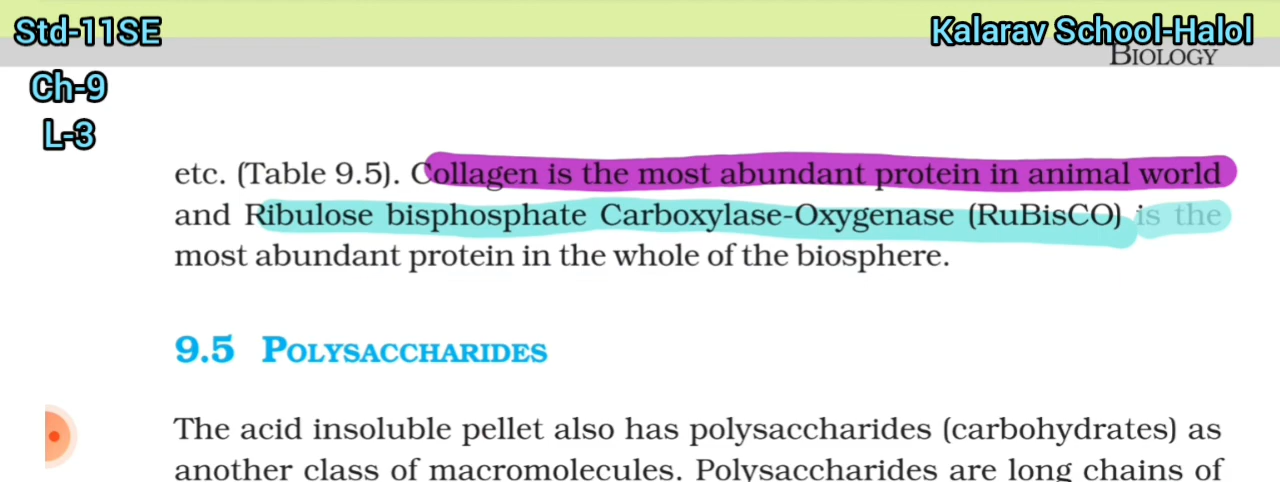 Std-11SE
Kalarav School-Halol
BIOLOGY
Ch-9
L-3
etc. (Table 9.5). Collagen is the most abundant protein in animal world
and Ribulose bisphosphate Carboxylase-Oxygenase (RuBisCO) is the
most abundant protein in the whole of the biosphere.
9.5 POLYSACCHARIDES
The acid insoluble pellet also has polysaccharides (carbohydrates) as
another class of macromolecules. Polysaccharides are long chains of